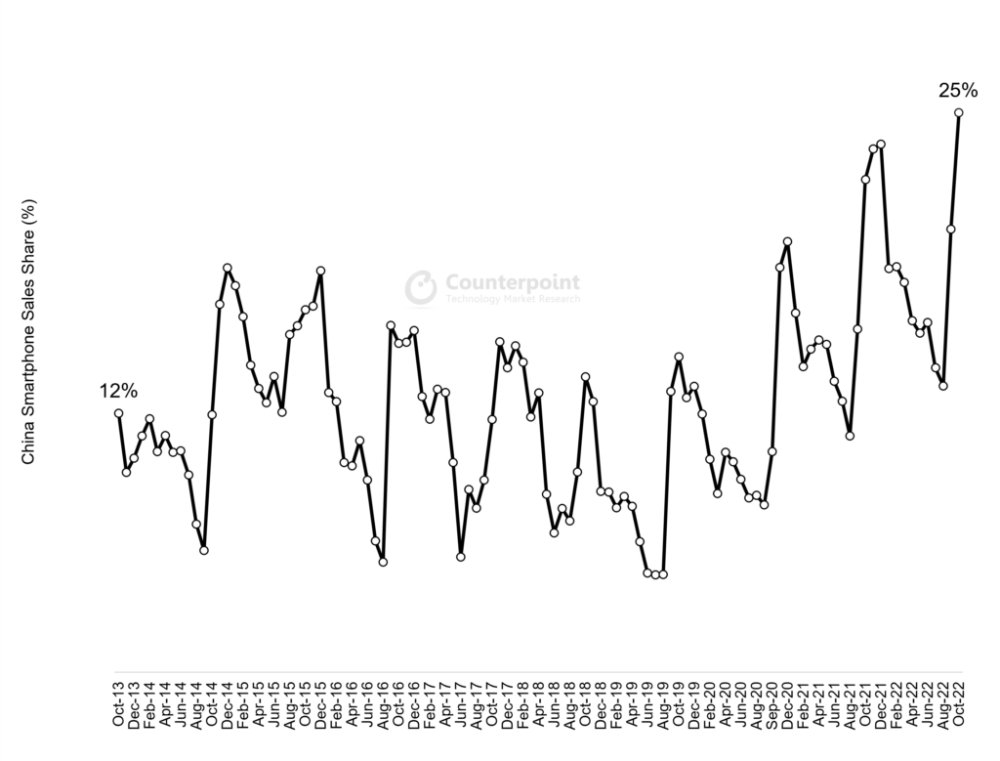 25%
China Smartphone Sales Share (%)
Counterpoint
Technology Market Research
12%
Oct-13
Dec-13
Feb-14
Apr-14
Jun-14
Aug-14
Oct-14
Dec-14
Feb-15
Apr-15
Jun-15
Aug-15
Oct-15
Dec-15
Feb-16
Apr-16
Jun-16
Aug-16
Oct-16
Dec-16
Feb-17
Apr-17
Jun-17
Aug-17
Oct-17
Dec-17
Feb-18
Apr-18
Jun-18
Aug-18
Oct-18
Dec-18
Feb-19
Apr-19
Jun-19
Aug-19
Oct-19
Dec-19
Feb-20
Apr-20
Jun-20
Aug-20
Sep-20
Dec-20
Feb-21
Apr-21
Jun-21
Aug-21
Oct-21
Dec-21
Feb-22
Apr-22
Jun-22
Aug-22
Oct-22